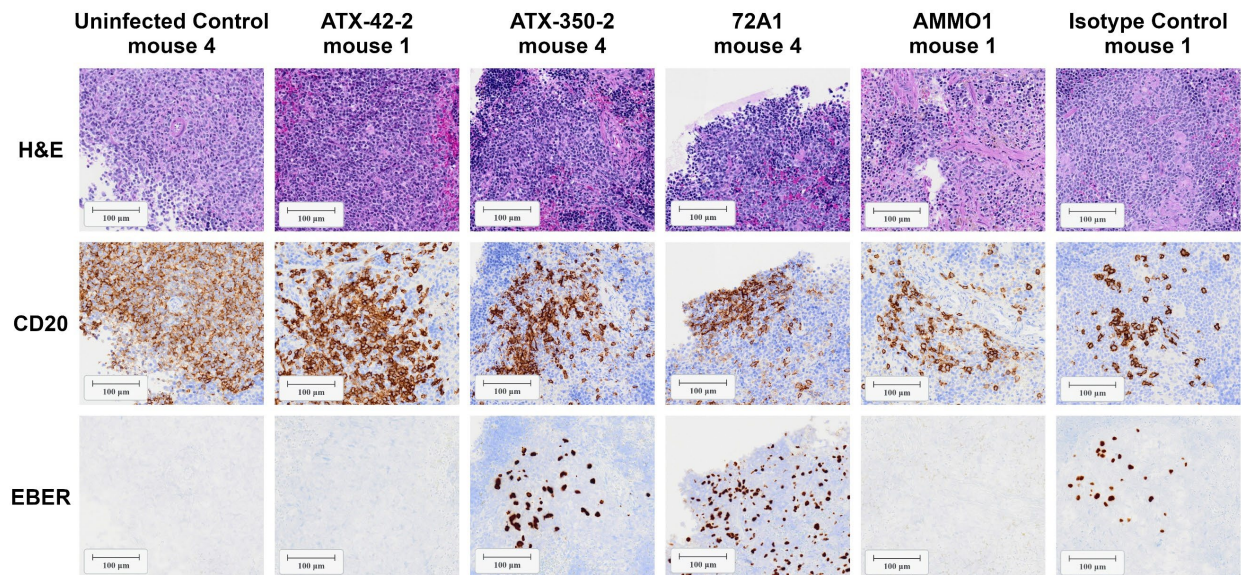 Uninfected Control mouse 4
ATX-42-2 mouse 1
ATX-350-2 mouse 4
72A1 mouse 4
AMMO1 mouse 1
Isotype Control mouse 1
H&E
100 µm
100 µm
100 µm
100 µm
100 µm
100 µm
CD20
100 µm
100 µm
100 µm
100 µm
100 µm
100 µm
EBER
100 µm
100 µm
100 µm
100 µm
100 µm
100 µm